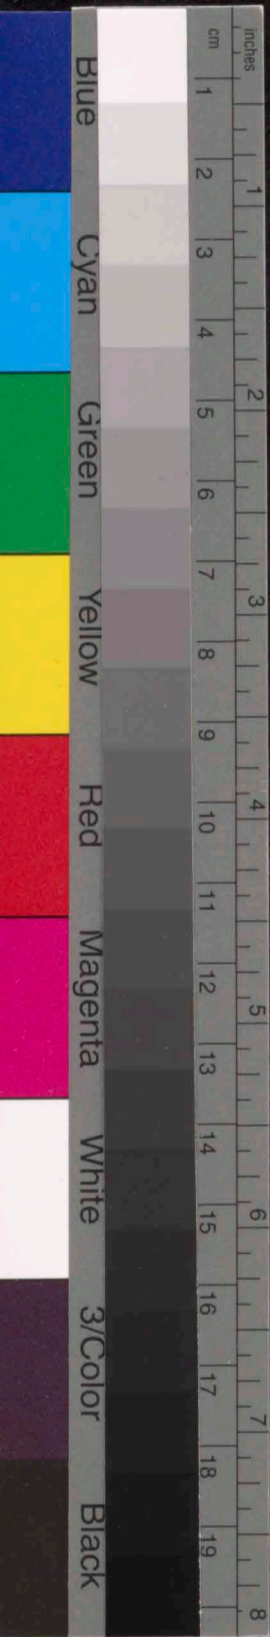 inches 1 2 3 4 5 6 7 8
cm 1 2 3 4 5 6 7 8 9 10 11 12 13 14 15 16 17 18 19
Blue Cyan Green Yellow Red Magenta White 3/Color Black